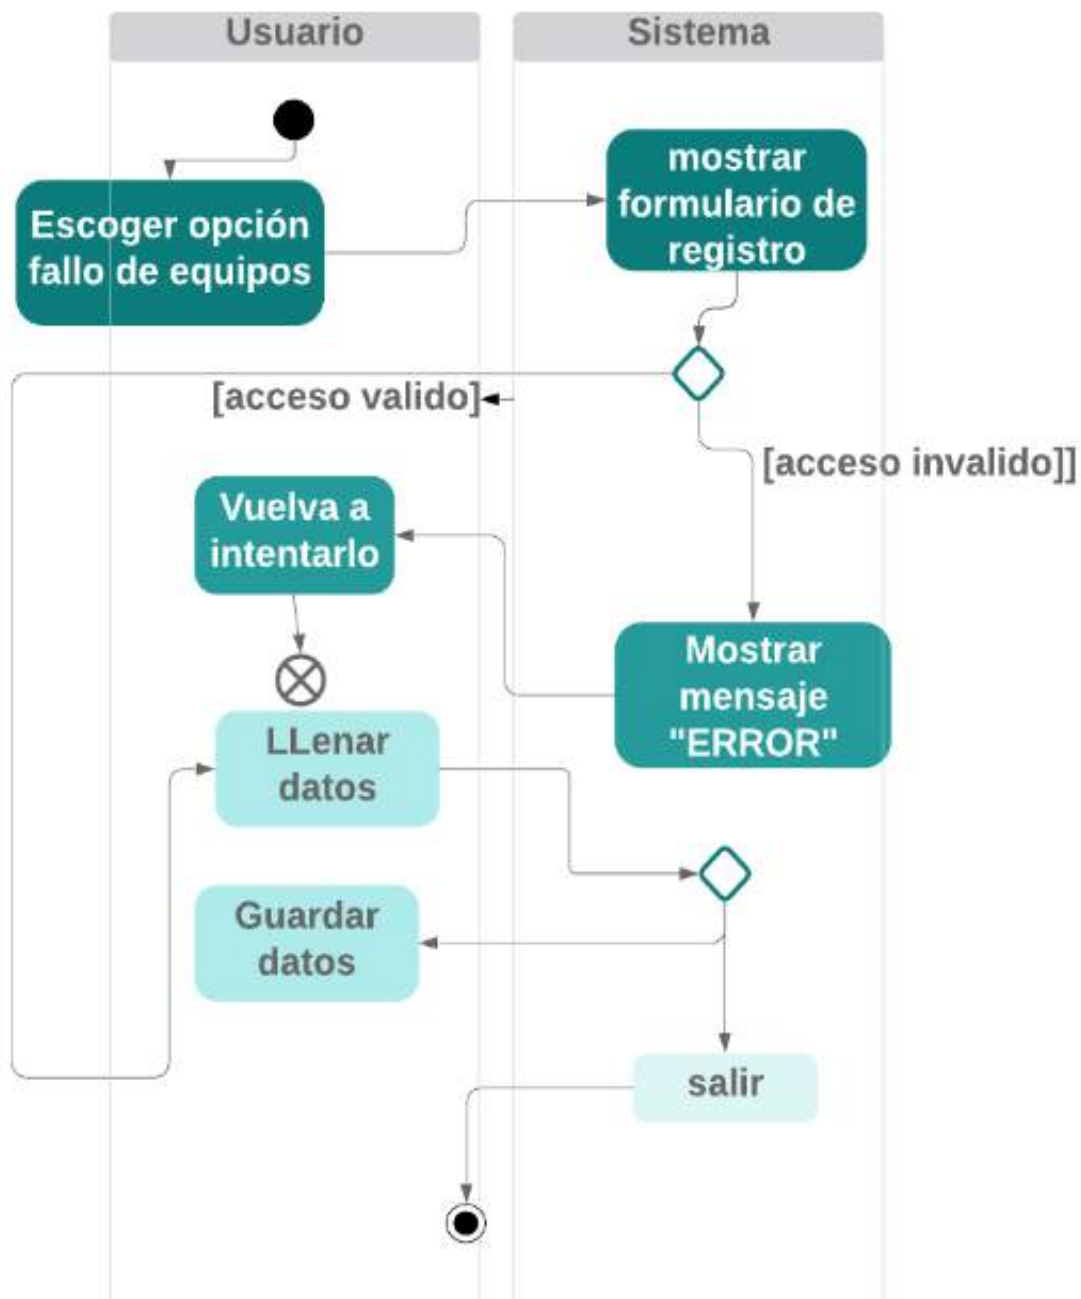 Usuario
Sistema
mostrar
formulario de
registro
Escoger opción
fallo de equipos
[acceso valido]
[acceso invalido]]
Vuelva a
intentarlo
Mostrar
mensaje
"ERROR"
LLenar
datos
Guardar
datos
salir